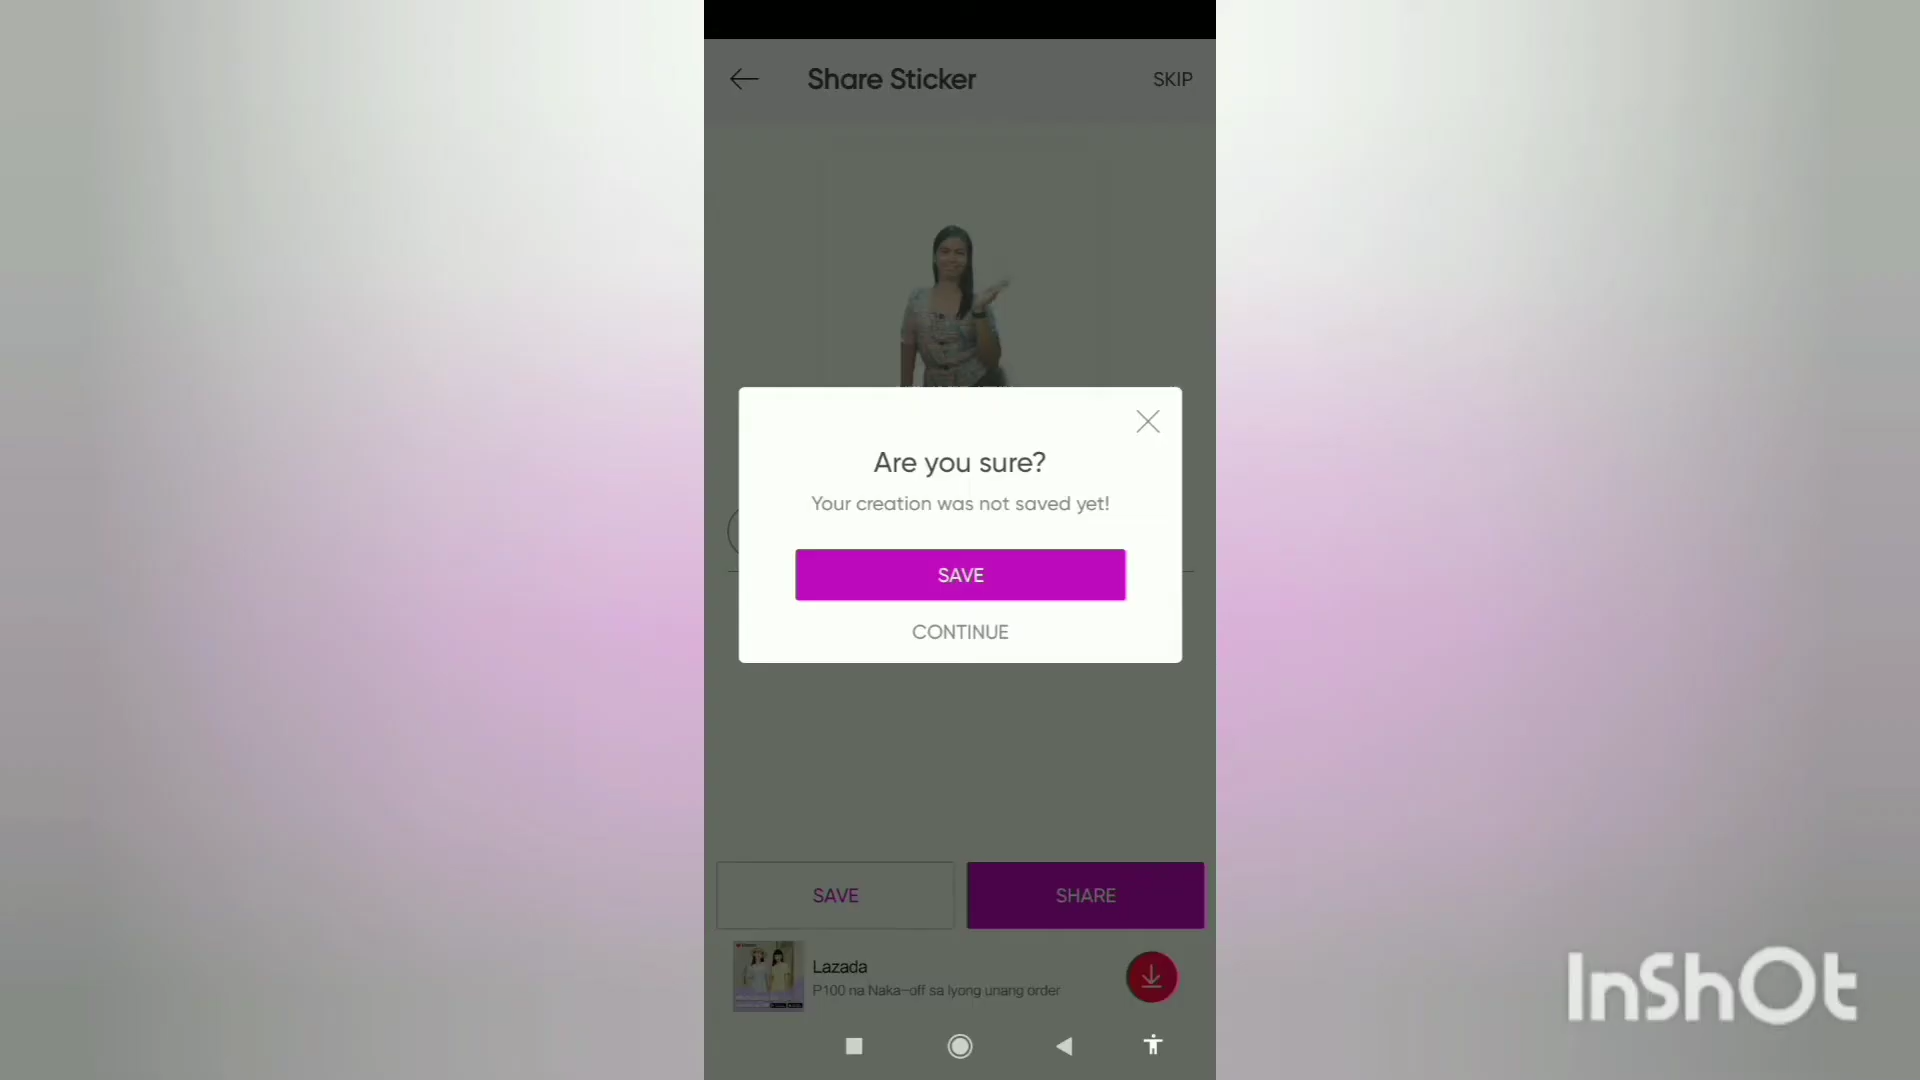 Share Sticker
SKIP
Are you sure?
Your creation was not saved yet!
SAVE
CONTINUE
SAVE
SHARE
Lazada
P100 na Naka-off sa Iyong unang order
InShOt